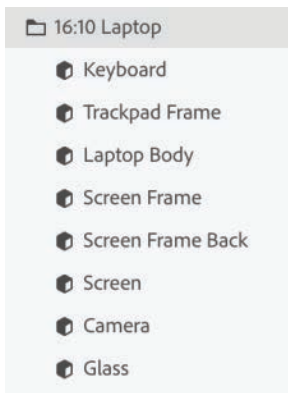 16:10 Laptop
Keyboard
Trackpad Frame
Laptop Body
Screen Frame
Screen Frame Back
Screen
Camera
Glass